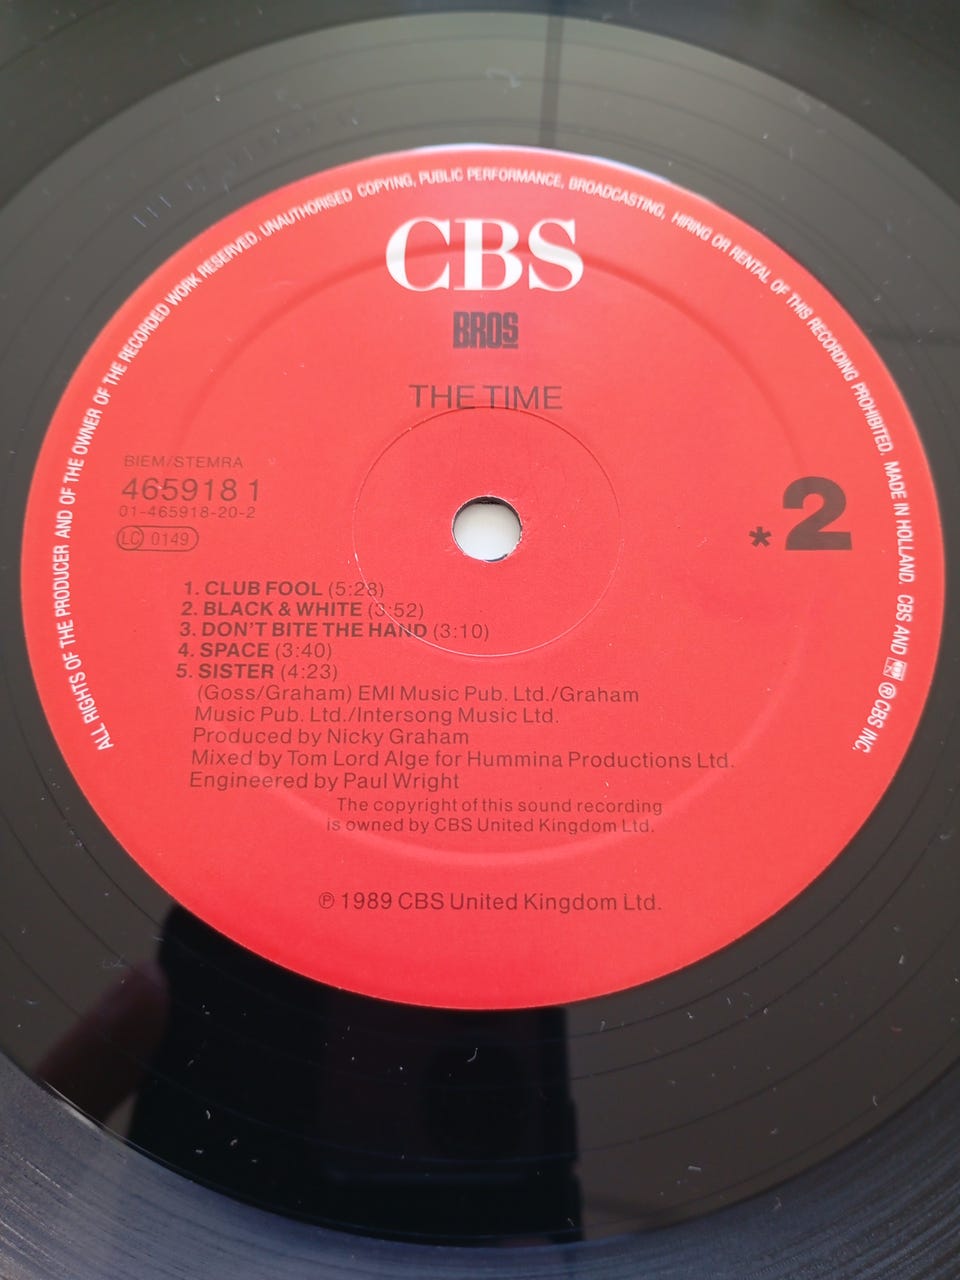 ALL RIGHTS OF THE PRODUCER AND OF THE OWNER OF THE RECORDED WORK RESERVED. UNAUTHORISED COPYING, PUBLIC PERFORMANCE, BROADCASTING, HIRING OR RENTAL OF THIS RECORDING PROHIBITED. MADE IN HOLLAND. CBS AND ® CBS INC.
CBS
BROS
THE TIME
BIEM/STEMRA
465918 1
01-465918-20-2
LC 0149
* 2
1. CLUB FOOL (5:28)
2. BLACK & WHITE (3:52)
3. DON'T BITE THE HAND (3:10)
4. SPACE (3:40)
5. SISTER (4:23)
(Goss/Graham) EMI Music Pub. Ltd./Graham
Music Pub. Ltd./Intersong Music Ltd.
Produced by Nicky Graham
Mixed by Tom Lord Alge for Hummina Productions Ltd.
Engineered by Paul Wright
The copyright of this sound recording
is owned by CBS United Kingdom Ltd.
℗ 1989 CBS United Kingdom Ltd.